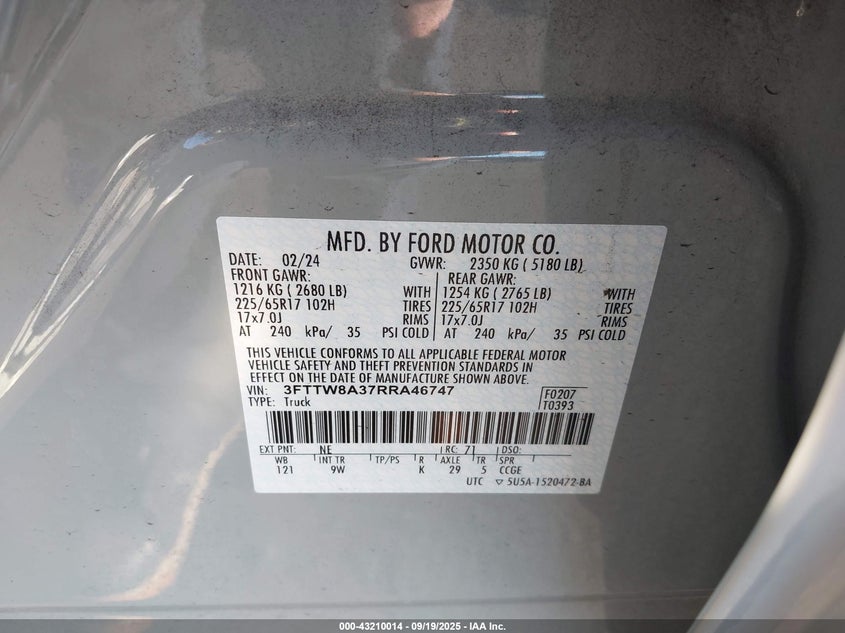 MFD. BY FORD MOTOR CO.
DATE: 02/24 GVWR: 2350 KG ( 5180 LB)
FRONT GAWR: REAR GAWR:
1216 KG ( 2680 LB) WITH 1254 KG ( 2765 LB) WITH
225/65R17 102H TIRES 225/65R17 102H TIRES
17x7.0J RIMS 17x7.0J RIMS
AT 240 kPa/ 35 PSI COLD AT 240 kPa/ 35 PSI COLD
THIS VEHICLE CONFORMS TO ALL APPLICABLE FEDERAL MOTOR
VEHICLE SAFETY AND THEFT PREVENTION STANDARDS IN
EFFECT ON THE DATE OF MANUFACTURE SHOWN ABOVE.
VIN: 3FTTW8A37RRA46747 F0207
TYPE: Truck T0393
EXT PNT: NE RC: 71 DSO:
WB INT TR TP/PS R AXLE TR SPR
121 9W K 29 5 CCGE
UTC ▽ 5U5A-1520472-BA
000-43210014 - 09/19/2025 - IAA Inc.